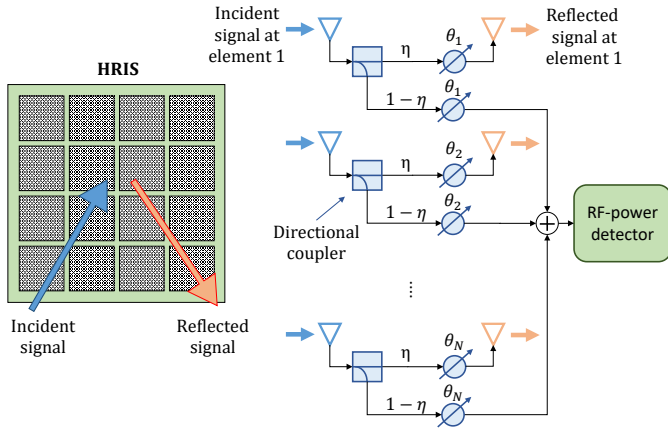 HRIS
Incident
signal
Reflected
signal
Incident
signal at
element 1
Reflected
signal at
element 1
η
θ1
1 − η
θ1
η
θ2
1 − η
θ2
Directional
coupler
RF-power
detector
......
η
θN
1 − η
θN